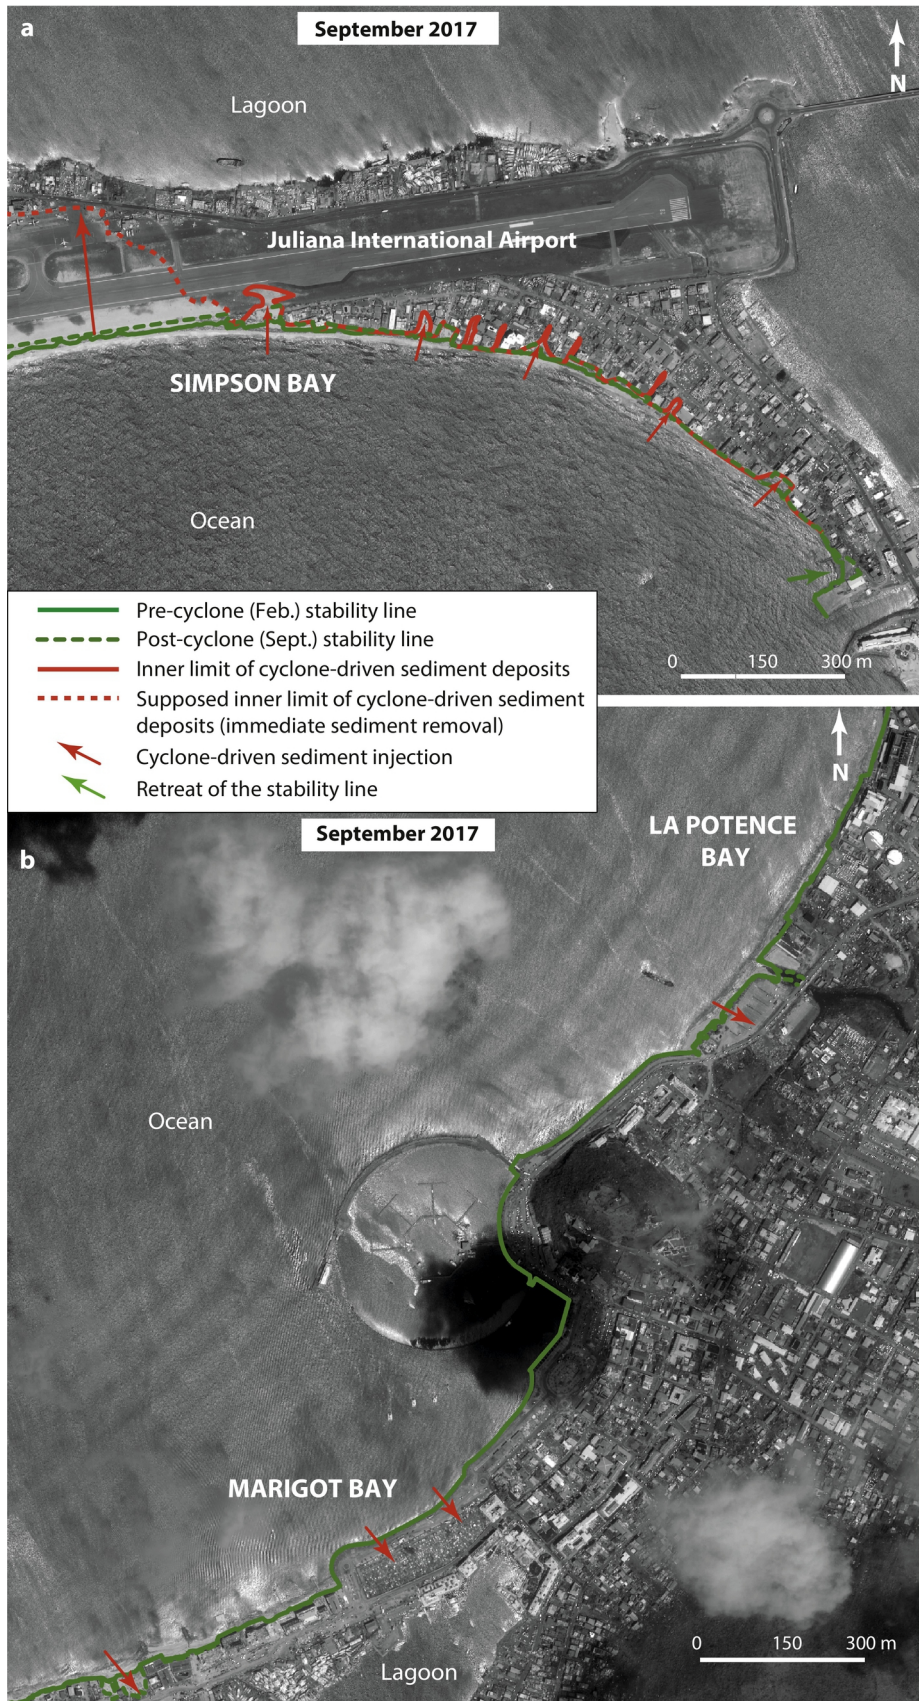 a
September 2017
N
Lagoon
Juliana International Airport
SIMPSON BAY
Ocean
Pre-cyclone (Feb.) stability line
Post-cyclone (Sept.) stability line
Inner limit of cyclone-driven sediment deposits
Supposed inner limit of cyclone-driven sediment
deposits (immediate sediment removal)
Cyclone-driven sediment injection
Retreat of the stability line
0 150 300 m
N
September 2017
b
LA POTENCE
BAY
Ocean
MARIGOT BAY
Lagoon
0 150 300 m